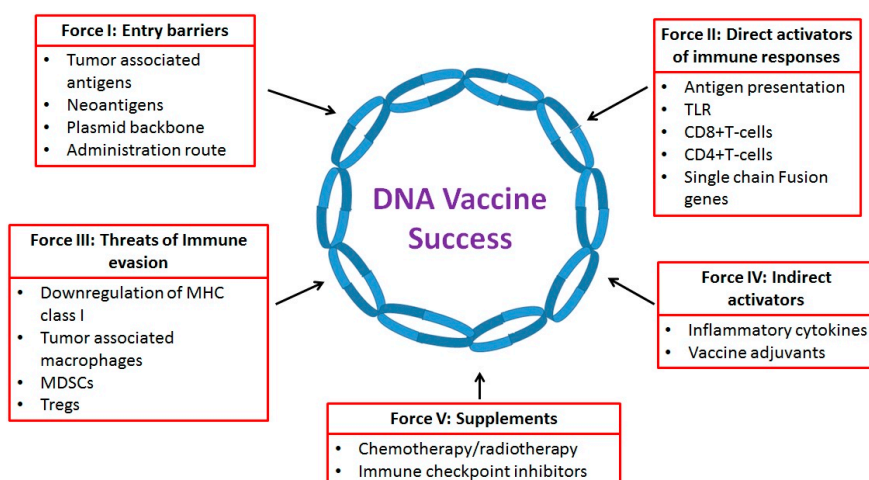 Force I: Entry barriers
• Tumor associated
antigens
• Neoantigens
• Plasmid backbone
• Administration route
Force II: Direct activators
of immune responses
• Antigen presentation
• TLR
• CD8+T-cells
• CD4+T-cells
• Single chain Fusion
genes
DNA Vaccine
Success
Force III: Threats of Immune
evasion
• Downregulation of MHC
class I
• Tumor associated
macrophages
• MDSCs
• Tregs
Force IV: Indirect
activators
• Inflammatory cytokines
• Vaccine adjuvants
Force V: Supplements
• Chemotherapy/radiotherapy
• Immune checkpoint inhibitors